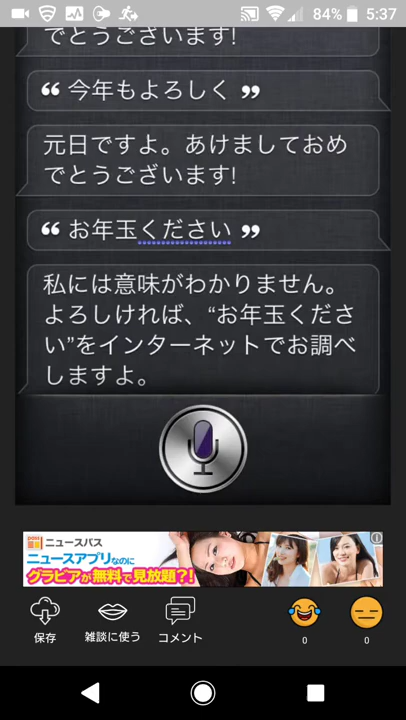 84% 5:37
でとうございます!
“ 今年もよろしく ”
元日ですよ。あけましておめ
でとうございます!
“ お年玉ください ”
私には意味がわかりません。
よろしければ、“お年玉くださ
い”をインターネットでお調べ
しますよ。
ニュースパス
ニュースアプリなのに
グラビアが無料で見放題?!
保存
雑談に使う
コメント
0
0